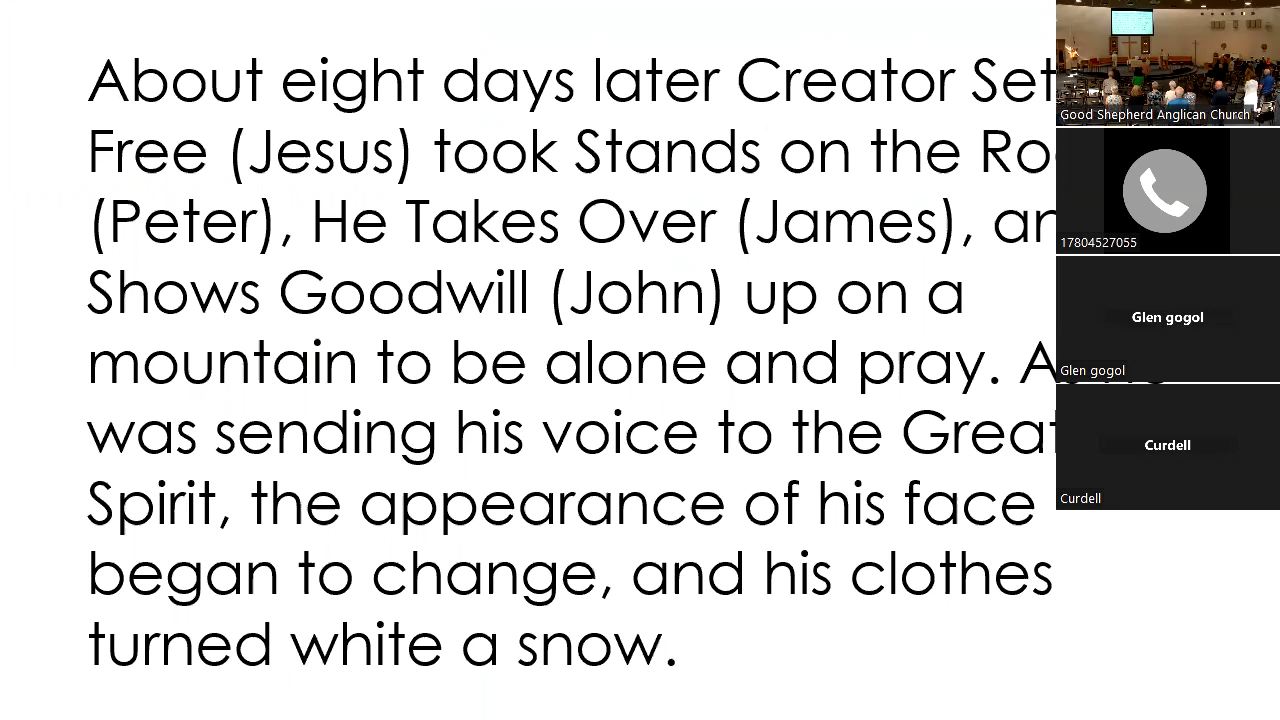 About eight days later Creator Set
Free (Jesus) took Stands on the
(Peter), He Takes Over (James),
Shows Goodwill (John) up on a
mountain to be alone and pray.
was sending his voice to the Great
Spirit, the appearance of his face
began to change, and his clothes
turned white a snow.
Good Shepherd Anglican Church
17804527055
Glen gogol
Glen gogol
Curdell
Curdell